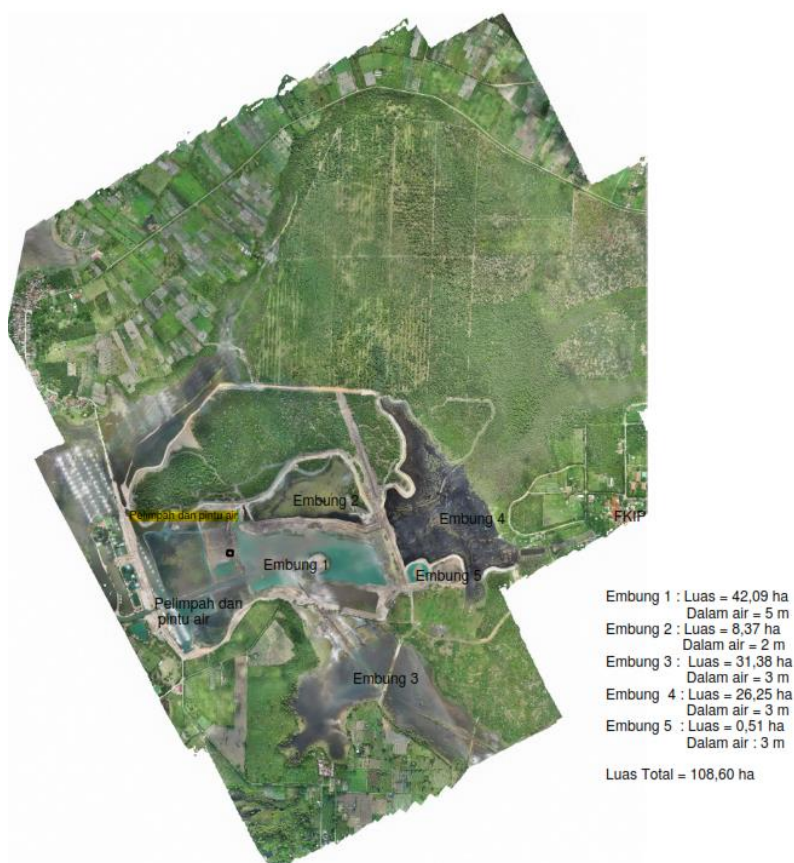 Embung 2
Pelimpah dan pintu air
Embung 4
FKIP
Embung 1
Embung 5
Pelimpah dan
pintu air
Embung 3
Embung 1 : Luas = 42,09 ha
Dalam air = 5 m
Embung 2 : Luas = 8,37 ha
Dalam air = 2 m
Embung 3 : Luas = 31,38 ha
Dalam air = 3 m
Embung 4 : Luas = 26,25 ha
Dalam air = 3 m
Embung 5 : Luas = 0,51 ha
Dalam air : 3 m
Luas Total = 108,60 ha